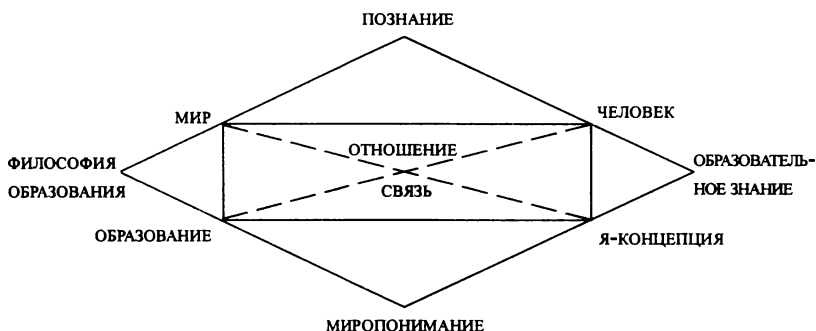 ПОЗНАНИЕ
МИР
ЧЕЛОВЕК
ОТНОШЕНИЕ
ФИЛОСОФИЯ
ОБРАЗОВАНИЯ
ОБРАЗОВАТЕЛЬ-
НОЕ ЗНАНИЕ
СВЯЗЬ
ОБРАЗОВАНИЕ
Я-КОНЦЕПЦИЯ
МИРОПОНИМАНИЕ